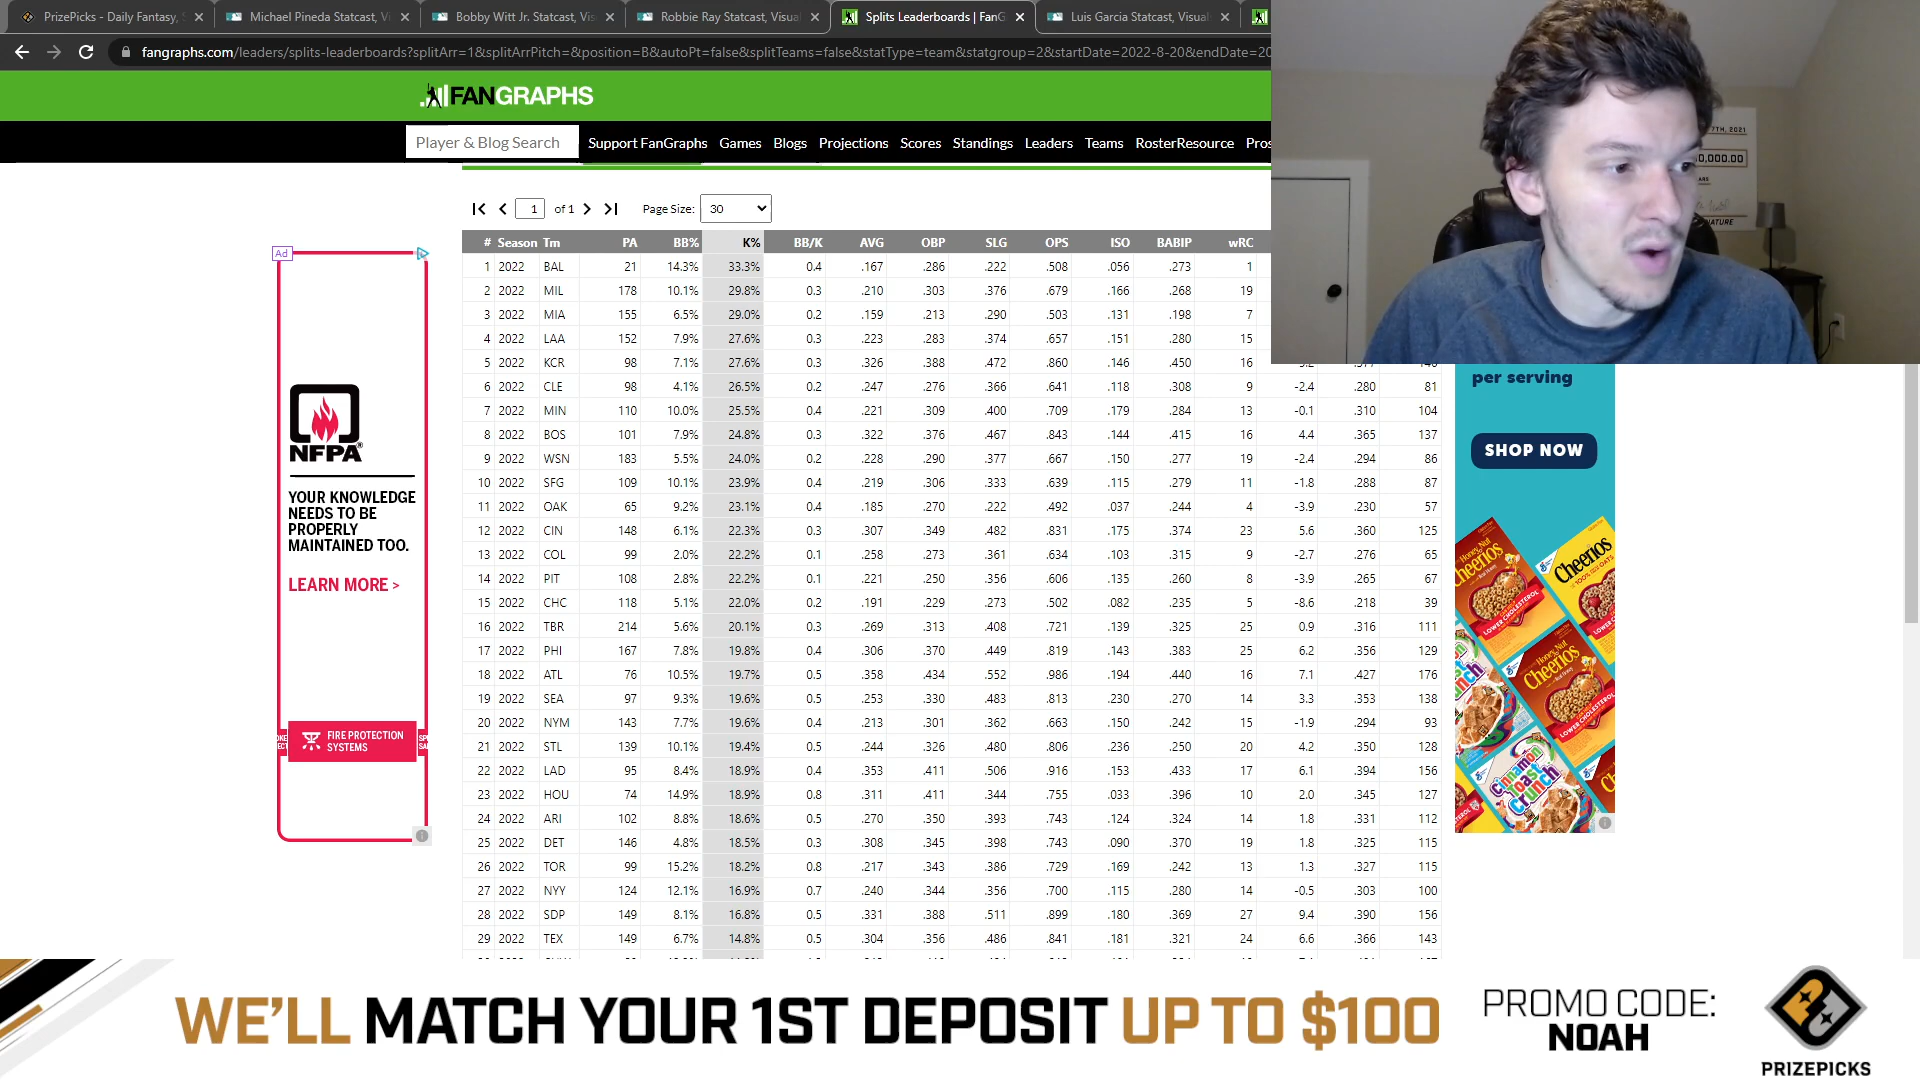 PrizePicks - Daily Fantasy, S
Michael Pineda Statcast, Vi
Bobby Witt Jr. Statcast, Vis
Robbie Ray Statcast, Visual
Splits Leaderboards | FanG
Luis Garcia Statcast, Visual
fangraphs.com/leaders/splits-leaderboards?splitArr=1&splitArrPitch=&position=B&autoPt=false&splitTeams=false&statType=team&statgroup=2&startDate=2022-8-20&endDate=20
FANGRAPHS
Player & Blog Search Support FanGraphs Games Blogs Projections Scores Standings Leaders Teams RosterResource Pros
1 of 1 Page Size: 30
# Season Tm PA BB% K% BB/K AVG OBP SLG OPS ISO BABIP wRC
1 2022 BAL 21 14.3% 33.3% 0.4 .167 .286 .222 .508 .056 .273 1
2 2022 MIL 178 10.1% 29.8% 0.3 .210 .303 .376 .679 .166 .268 19
3 2022 MIA 155 6.5% 29.0% 0.2 .159 .213 .290 .503 .131 .198 7
4 2022 LAA 152 7.9% 27.6% 0.3 .223 .283 .374 .657 .151 .280 15
5 2022 KCR 98 7.1% 27.6% 0.3 .326 .388 .472 .860 .146 .450 16
6 2022 CLE 98 4.1% 26.5% 0.2 .247 .276 .366 .641 .118 .308 9 -2.4 .280 81
7 2022 MIN 110 10.0% 25.5% 0.4 .221 .309 .400 .709 .179 .284 13 -0.1 .310 104
8 2022 BOS 101 7.9% 24.8% 0.3 .322 .376 .467 .843 .144 .415 16 4.4 .365 137
9 2022 WSN 183 5.5% 24.0% 0.2 .228 .290 .377 .667 .150 .277 19 -2.4 .294 86
10 2022 SFG 109 10.1% 23.9% 0.4 .219 .306 .333 .639 .115 .279 11 -1.8 .288 87
11 2022 OAK 65 9.2% 23.1% 0.4 .185 .270 .222 .492 .037 .244 4 -3.9 .230 57
12 2022 CIN 148 6.1% 22.3% 0.3 .307 .349 .482 .831 .175 .374 23 5.6 .360 125
13 2022 COL 99 2.0% 22.2% 0.1 .258 .273 .361 .634 .103 .315 9 -2.7 .276 65
14 2022 PIT 108 2.8% 22.2% 0.1 .221 .250 .356 .606 .135 .260 8 -3.9 .265 67
15 2022 CHC 118 5.1% 22.0% 0.2 .191 .229 .273 .502 .082 .235 5 -8.6 .218 39
16 2022 TBR 214 5.6% 20.1% 0.3 .269 .313 .408 .721 .139 .325 25 0.9 .316 111
17 2022 PHI 167 7.8% 19.8% 0.4 .306 .370 .449 .819 .143 .383 25 6.2 .356 129
18 2022 ATL 76 10.5% 19.7% 0.5 .358 .434 .552 .986 .194 .440 16 7.1 .427 176
19 2022 SEA 97 9.3% 19.6% 0.5 .253 .330 .483 .813 .230 .270 14 3.3 .353 138
20 2022 NYM 143 7.7% 19.6% 0.4 .213 .301 .362 .663 .150 .242 15 -1.9 .294 93
21 2022 STL 139 10.1% 19.4% 0.5 .244 .326 .480 .806 .236 .250 20 4.2 .350 128
22 2022 LAD 95 8.4% 18.9% 0.4 .353 .411 .506 .916 .153 .433 17 6.1 .394 156
23 2022 HOU 74 14.9% 18.9% 0.8 .311 .411 .344 .755 .033 .396 10 2.0 .345 127
24 2022 ARI 102 8.8% 18.6% 0.5 .270 .350 .393 .743 .124 .324 14 1.8 .331 112
25 2022 DET 146 4.8% 18.5% 0.3 .308 .345 .398 .743 .090 .370 19 1.8 .325 115
26 2022 TOR 99 15.2% 18.2% 0.8 .217 .343 .386 .729 .169 .242 13 1.3 .327 115
27 2022 NYY 124 12.1% 16.9% 0.7 .240 .344 .356 .700 .115 .280 14 -0.5 .303 100
28 2022 SDP 149 8.1% 16.8% 0.5 .331 .388 .511 .899 .180 .369 27 9.4 .390 156
29 2022 TEX 149 6.7% 14.8% 0.5 .304 .356 .486 .841 .181 .321 24 6.6 .366 143
Ad
NFPA
YOUR KNOWLEDGE
NEEDS TO BE
PROPERLY
MAINTAINED TOO.
LEARN MORE >
FIRE PROTECTION
SYSTEMS
7TH, 2021
0,000.00
NATURE
per serving
SHOP NOW
Honey Nut
Cheerios
Cheerios
LOWER CHOLESTEROL
Cinnamon
Toast
Crunch
WE'LL MATCH YOUR 1ST DEPOSIT UP TO $100
PROMO CODE:
NOAH
PRIZEPICKS